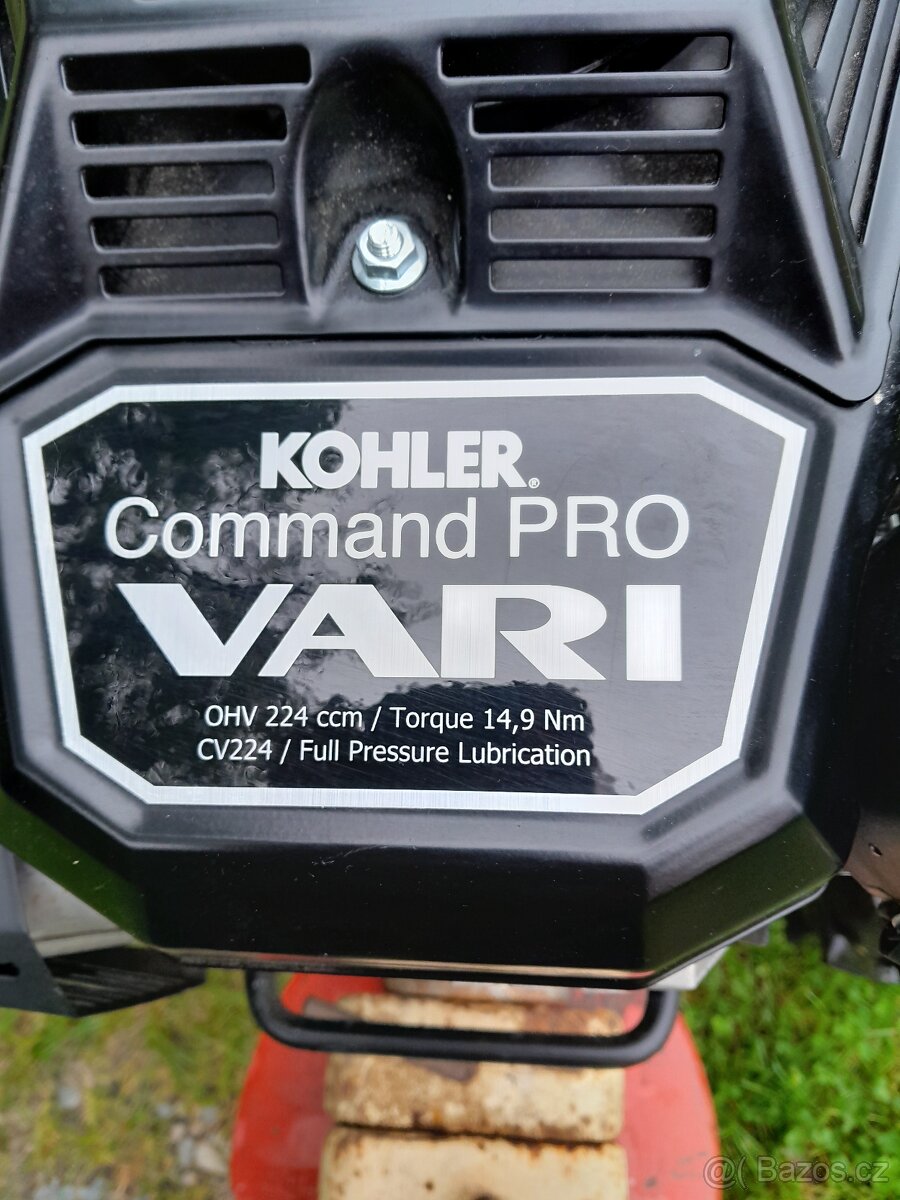 KOHLER®
Command PRO
VARI
OHV 224 ccm / Torque 14,9 Nm
CV224 / Full Pressure Lubrication
@( Bazos.cz